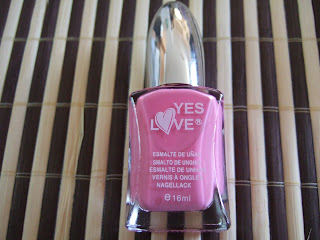 YES
LOVE®
ESMALTE DE UÑAS
SMALTO DE UNGHIE
ESMALTE DE UNHAS
VERNIS À ONGLES
NAGELLACK
℮16ml